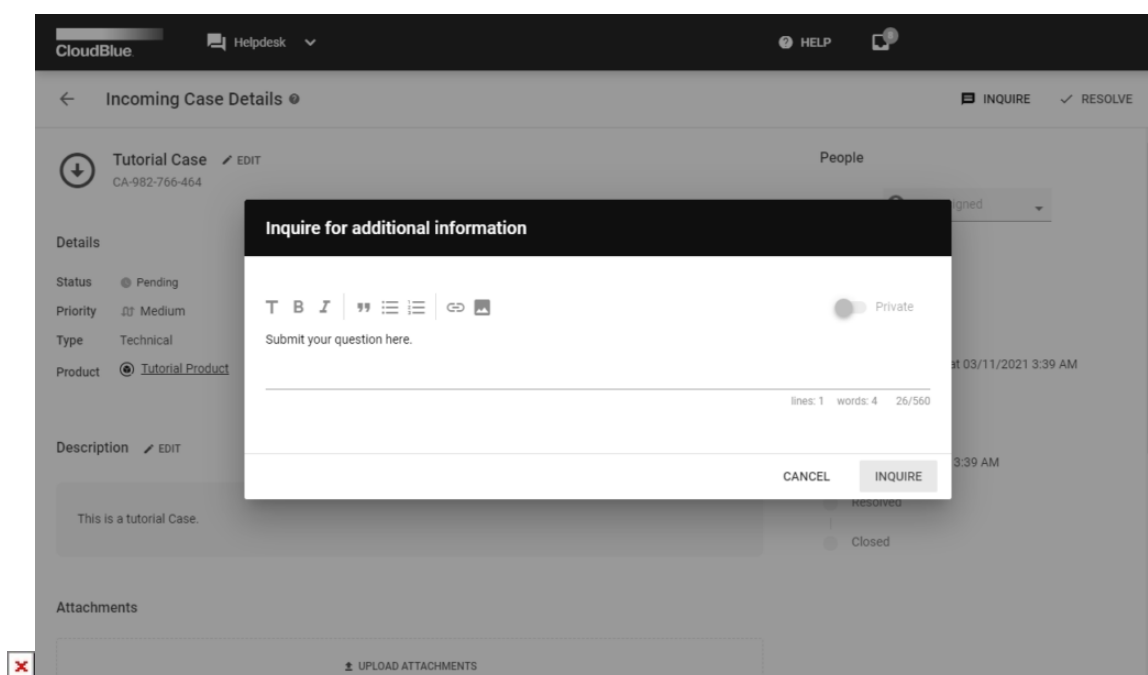 CloudBlue
Helpdesk
HELP
Incoming Case Details
INQUIRE
RESOLVE
Tutorial Case
EDIT
CA-982-766-464
People
Inquire for additional information
Details
Status Pending
Priority Medium
Type Technical
Product Tutorial Product
T B I
Private
Submit your question here.
at 03/11/2021 3:39 AM
lines: 1 words: 4 26/560
Description
EDIT
3:39 AM
CANCEL
INQUIRE
Resolved
This is a tutorial Case.
Closed
Attachments
UPLOAD ATTACHMENTS